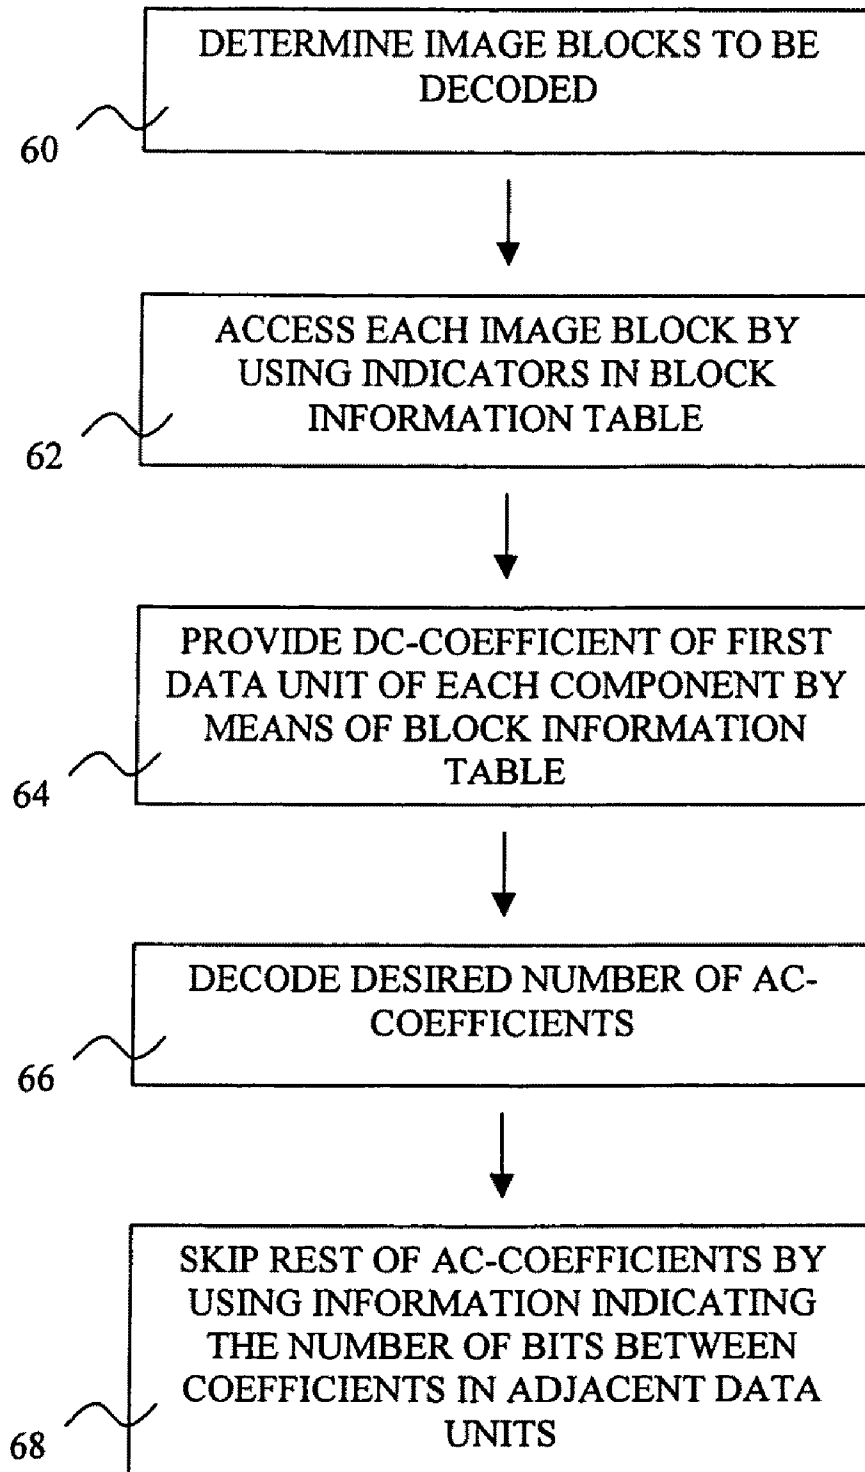 DETERMINE IMAGE BLOCKS TO BE
DECODED
60
ACCESS EACH IMAGE BLOCK BY
USING INDICATORS IN BLOCK
INFORMATION TABLE
62
PROVIDE DC-COEFFICIENT OF FIRST
DATA UNIT OF EACH COMPONENT BY
MEANS OF BLOCK INFORMATION
TABLE
64
DECODE DESIRED NUMBER OF AC-
COEFFICIENTS
66
SKIP REST OF AC-COEFFICIENTS BY
USING INFORMATION INDICATING
THE NUMBER OF BITS BETWEEN
COEFFICIENTS IN ADJACENT DATA
UNITS
68